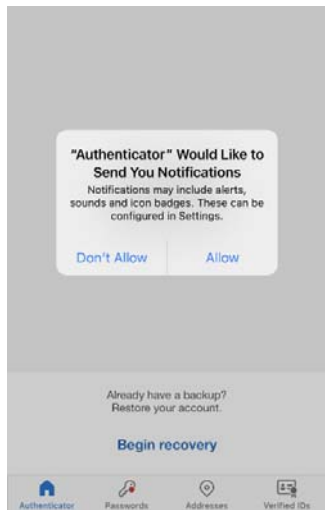 "Authenticator" Would Like to
Send You Notifications
Notifications may include alerts,
sounds and icon badges. These can be
configured in Settings.
Don't Allow
Allow
Already have a backup?
Restore your account.
Begin recovery
Authenticator
Passwords
Addresses
Verified IDs